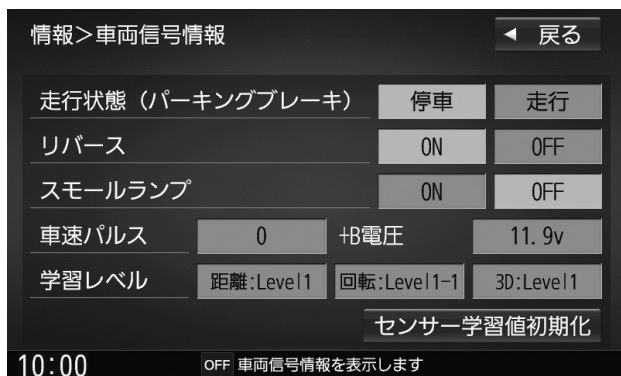 情報>車両信号情報 ◀ 戻る
走行状態（パーキングブレーキ） 停車 走行
リバース ON OFF
スモールランプ ON OFF
車速パルス 0 +B電圧 11.9v
学習レベル 距離:Level1 回転:Level1-1 3D:Level1
センサー学習値初期化
10:00 OFF 車両信号情報を表示します